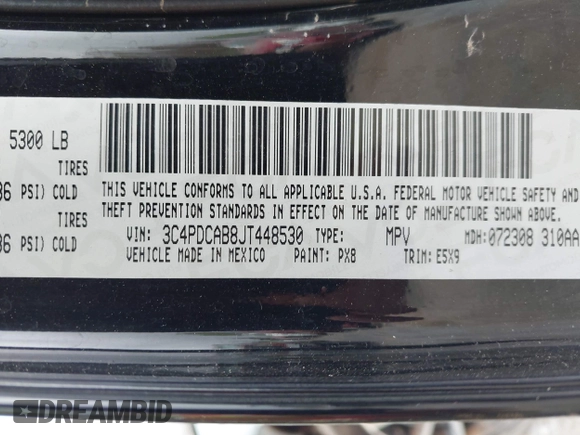 5300 LB
TIRES
36 PSI) COLD
TIRES
36 PSI) COLD
THIS VEHICLE CONFORMS TO ALL APPLICABLE U.S.A. FEDERAL MOTOR VEHICLE SAFETY AND
THEFT PREVENTION STANDARDS IN EFFECT ON THE DATE OF MANUFACTURE SHOWN ABOVE.
VIN: 3C4PDCAB8JT448530 TYPE: MPV MDH:072308 310AA
VEHICLE MADE IN MEXICO PAINT: PX8 TRIM: E5X9
DREAMBID